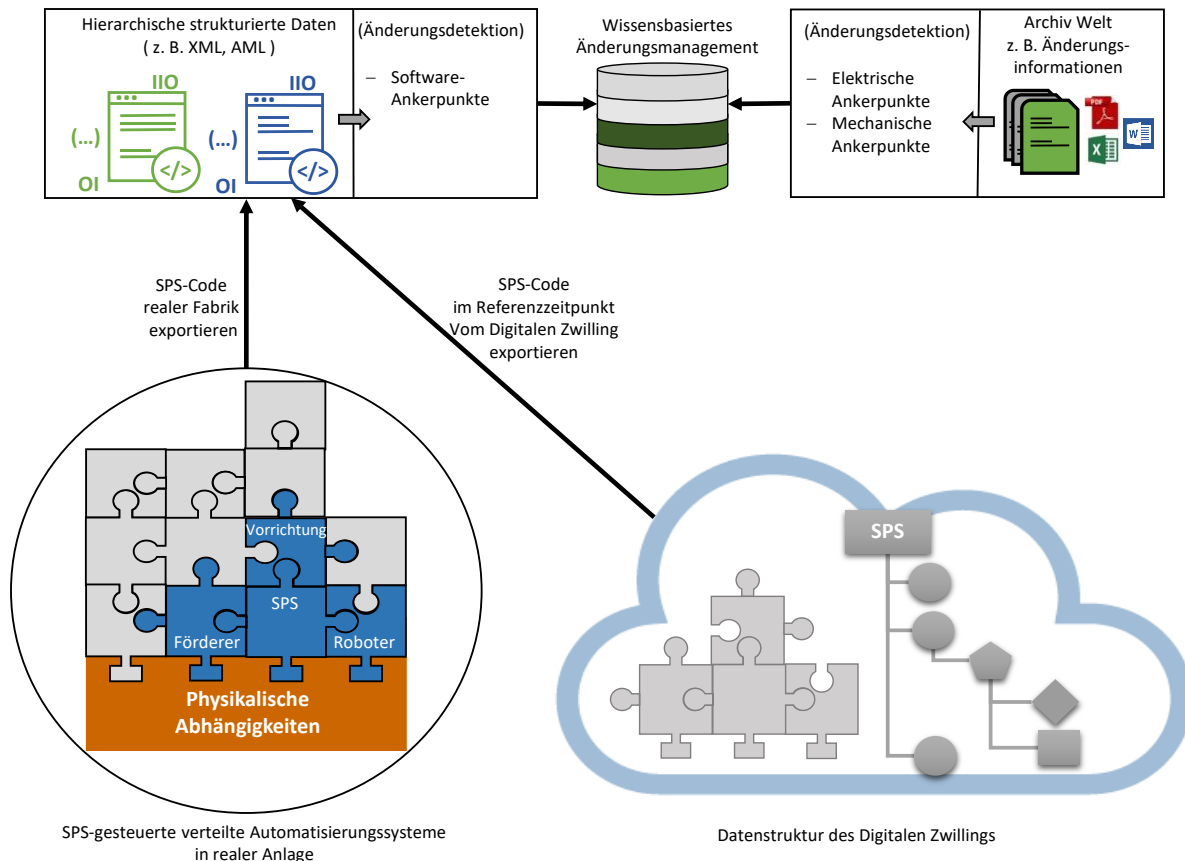 Hierarchische strukturierte Daten
( z. B. XML, AML )
IIO
(...)
OI
</>
IIO
(...)
OI
</>
(Änderungsdetektion)
– Software-
Ankerpunkte
Wissensbasiertes
Änderungsmanagement
(Änderungsdetektion)
– Elektrische
Ankerpunkte
– Mechanische
Ankerpunkte
Archiv Welt
z. B. Änderungs-
informationen
PDF
W
X
SPS-Code
realer Fabrik
exportieren
SPS-Code
im Referenzzeitpunkt
Vom Digitalen Zwilling
exportieren
Vorrichtung
SPS
Förderer
Roboter
Physikalische
Abhängigkeiten
SPS
SPS-gesteuerte verteilte Automatisierungssysteme
in realer Anlage
Datenstruktur des Digitalen Zwillings